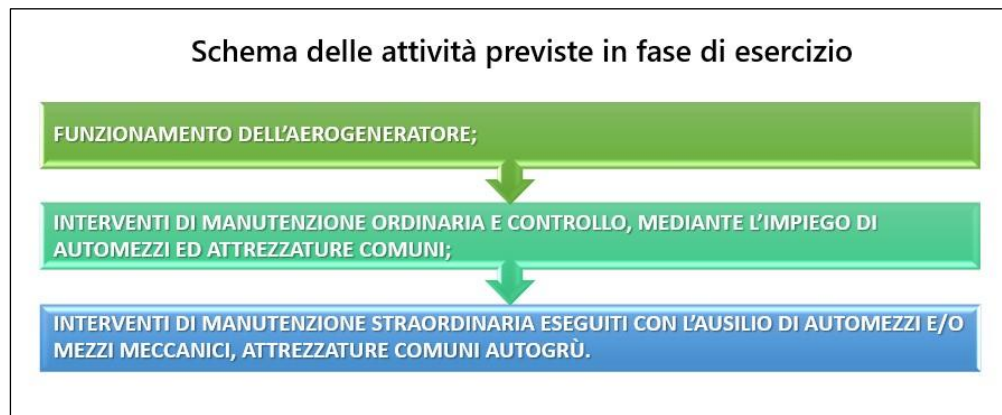 Schema delle attività previste in fase di esercizio
FUNZIONAMENTO DELL’AEROGENERATORE;
INTERVENTI DI MANUTENZIONE ORDINARIA E CONTROLLO, MEDIANTE L’IMPIEGO DI
AUTOMEZZI ED ATTREZZATURE COMUNI;
INTERVENTI DI MANUTENZIONE STRAORDINARIA ESEGUITI CON L’AUSILIO DI AUTOMEZZI E/O
MEZZI MECCANICI, ATTREZZATURE COMUNI AUTOGRÙ.